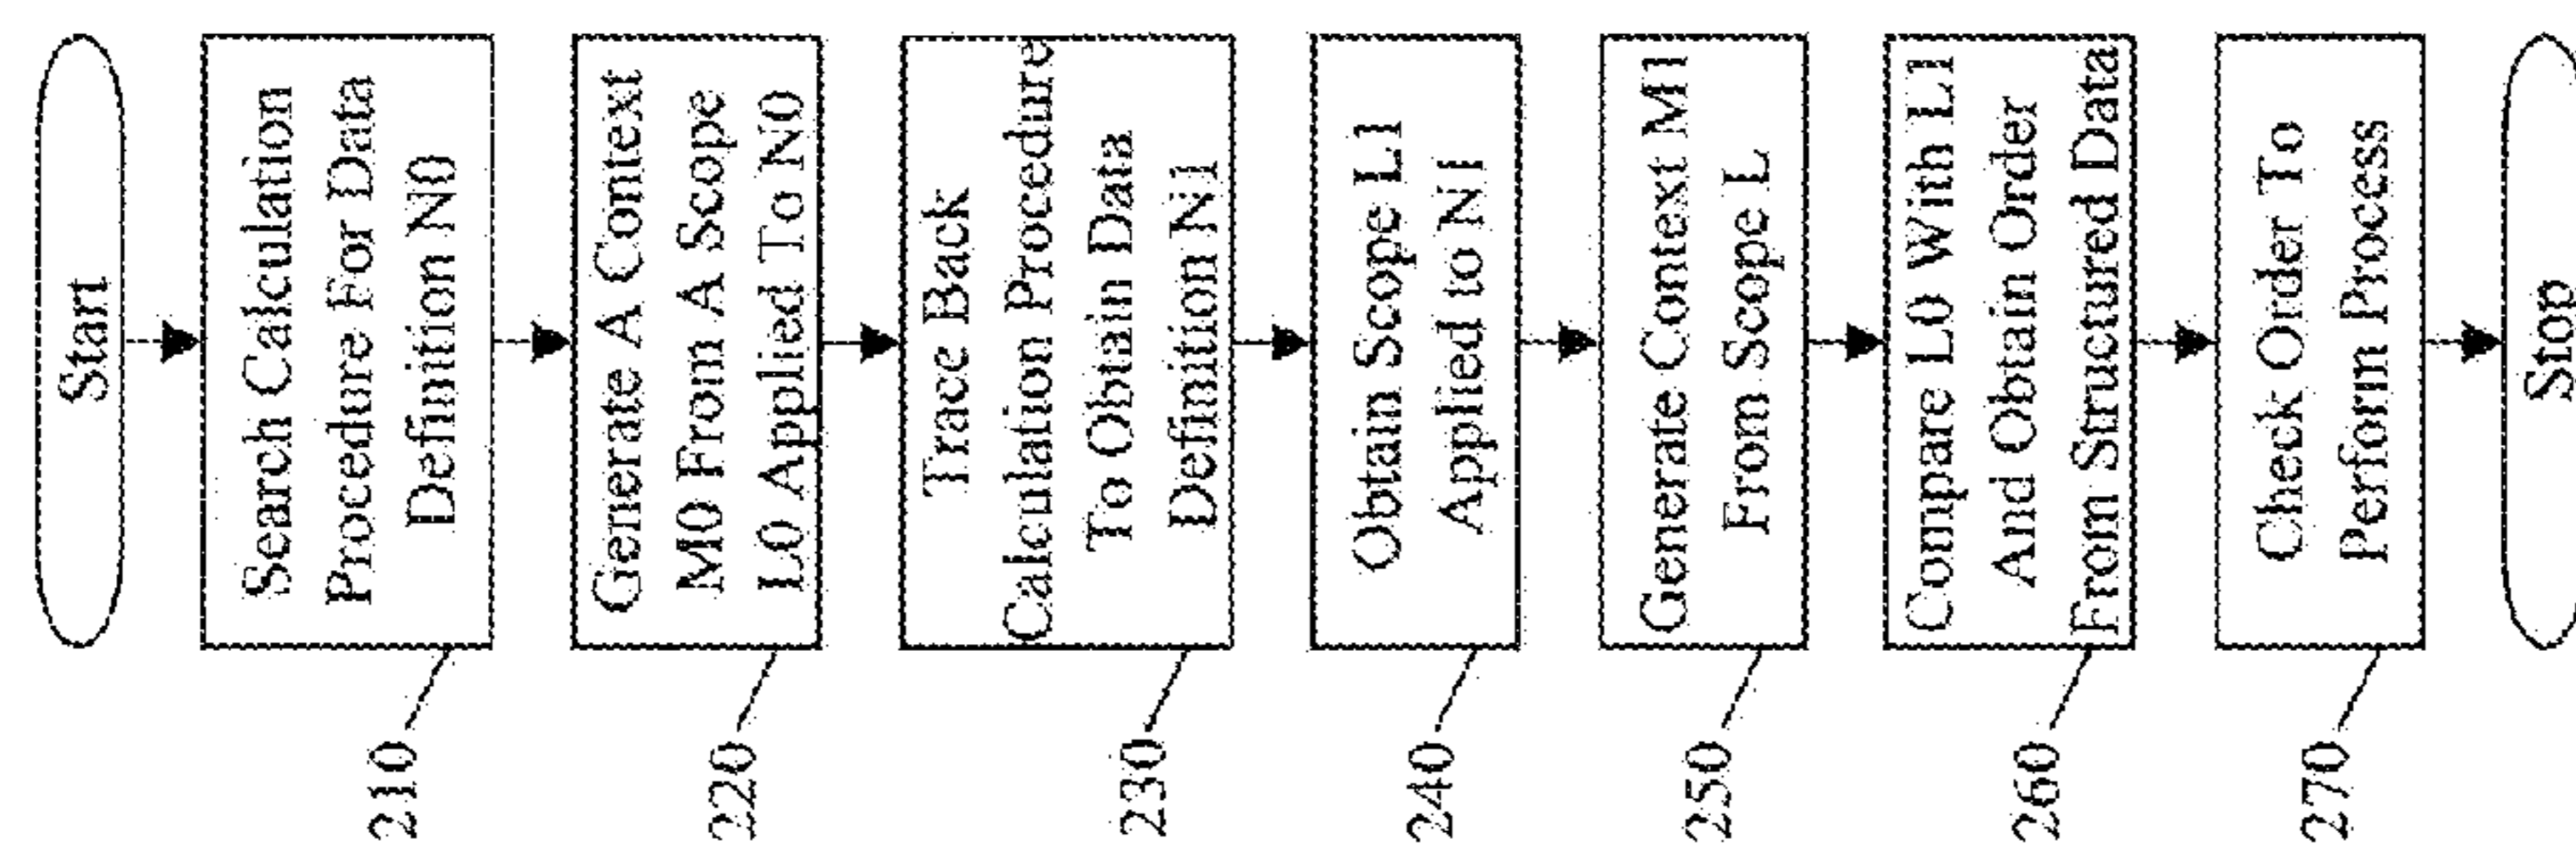 Start
Search Calculation
Procedure For Data
Definition N0
210
Generate A Context
M0 From A Scope
L0 Applied To N0
220
Trace Back
Calculation Procedure
To Obtain Data
Definition N1
230
Obtain Scope L1
Applied to N1
240
Generate Context M1
From Scope L
250
Compare L0 With L1
And Obtain Order
From Structured Data
260
Check Order To
Perform Process
270
Stop